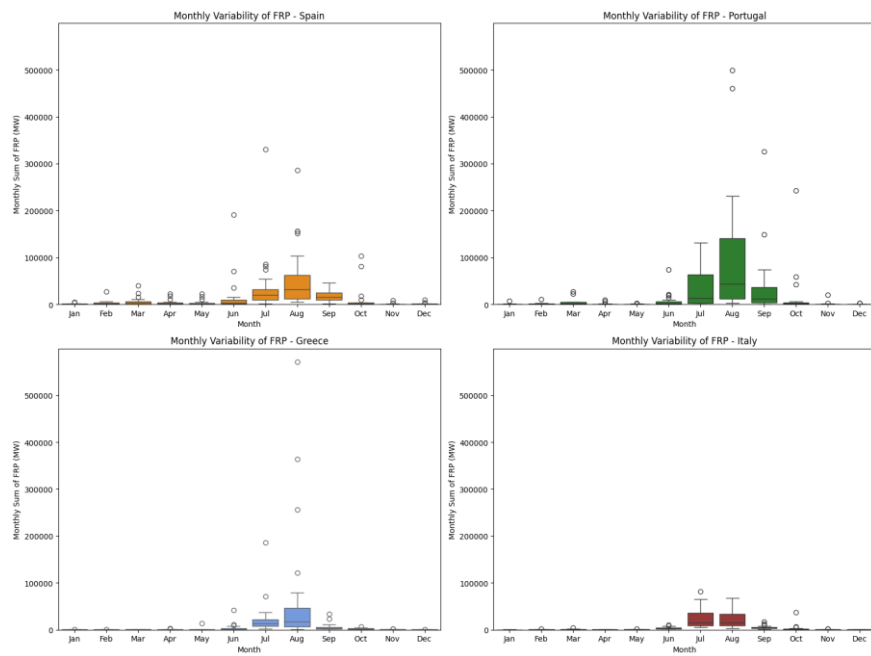 Monthly Variability of FRP - Spain
Monthly Sum of FRP (MW)
500000
400000
300000
200000
100000
0
Jan Feb Mar Apr May Jun Jul Aug Sep Oct Nov Dec
Month
Monthly Variability of FRP - Portugal
Monthly Sum of FRP (MW)
500000
400000
300000
200000
100000
0
Jan Feb Mar Apr May Jun Jul Aug Sep Oct Nov Dec
Month
Monthly Variability of FRP - Greece
Monthly Sum of FRP (MW)
500000
400000
300000
200000
100000
0
Jan Feb Mar Apr May Jun Jul Aug Sep Oct Nov Dec
Month
Monthly Variability of FRP - Italy
Monthly Sum of FRP (MW)
500000
400000
300000
200000
100000
0
Jan Feb Mar Apr May Jun Jul Aug Sep Oct Nov Dec
Month